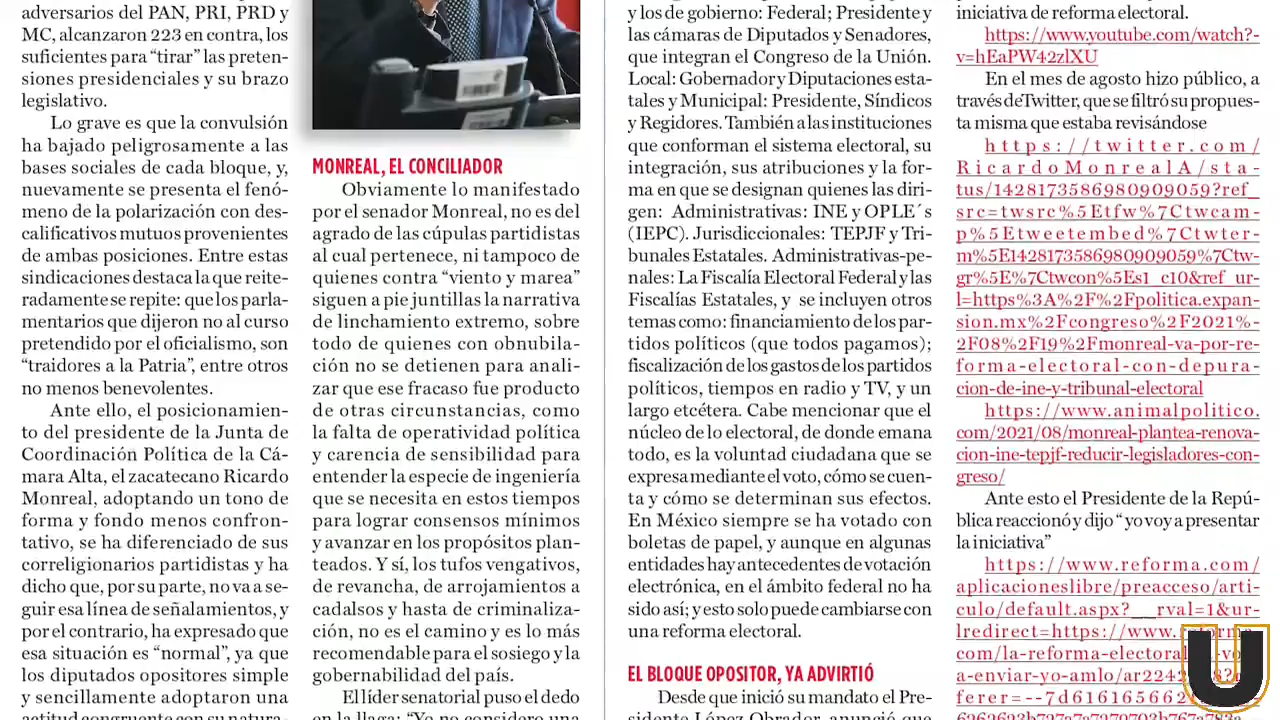 adversarios del PAN, PRI, PRD y
MC, alcanzaron 223 en contra, los
suficientes para “tirar” las preten-
siones presidenciales y su brazo
legislativo.
Lo grave es que la convulsión
ha bajado peligrosamente a las
bases sociales de cada bloque, y,
nuevamente se presenta el fenó-
meno de la polarización con des-
calificativos mutuos provenientes
de ambas posiciones. Entre estas
sindicaciones destaca la que reite-
radamente se repite: que los parla-
mentarios que dijeron no al curso
pretendido por el oficialismo, son
“traidores a la Patria”, entre otros
no menos benevolentes.
Ante ello, el posicionamien-
to del presidente de la Junta de
Coordinación Política de la Cá-
mara Alta, el zacatecano Ricardo
Monreal, adoptando un tono de
forma y fondo menos confron-
tativo, se ha diferenciado de sus
correligionarios partidistas y ha
dicho que, por su parte, no va a se-
guir esa línea de señalamientos, y
por el contrario, ha expresado que
esa situación es “normal”, ya que
los diputados opositores simple
y sencillamente adoptaron una
actitud congruente con su natura-
MONREAL, EL CONCILIADOR
Obviamente lo manifestado
por el senador Monreal, no es del
agrado de las cúpulas partidistas
al cual pertenece, ni tampoco de
quienes contra “viento y marea”
siguen a pie juntillas la narrativa
de linchamiento extremo, sobre
todo de quienes con obnubila-
ción no se detienen para anali-
zar que ese fracaso fue producto
de otras circunstancias, como
la falta de operatividad política
y carencia de sensibilidad para
entender la especie de ingeniería
que se necesita en estos tiempos
para lograr consensos mínimos
y avanzar en los propósitos plan-
teados. Y sí, los tufos vengativos,
de revancha, de arrojamientos a
cadalsos y hasta de criminaliza-
ción, no es el camino y es lo más
recomendable para el sosiego y la
gobernabilidad del país.
El líder senatorial puso el dedo
en la llaga: “Yo no considero una
y los de gobierno: Federal; Presidente y
las cámaras de Diputados y Senadores,
que integran el Congreso de la Unión.
Local: Gobernador y Diputaciones esta-
tales y Municipal: Presidente, Síndicos
y Regidores. También a las instituciones
que conforman el sistema electoral, su
integración, sus atribuciones y la for-
ma en que se designan quienes las diri-
gen: Administrativas: INE y OPLE´s
(IEPC). Jurisdiccionales: TEPJF y Tri-
bunales Estatales. Administrativas-pe-
nales: La Fiscalía Electoral Federal y las
Fiscalías Estatales, y se incluyen otros
temas como: financiamiento de los par-
tidos políticos (que todos pagamos);
fiscalización de los gastos de los partidos
políticos, tiempos en radio y TV, y un
largo etcétera. Cabe mencionar que el
núcleo de lo electoral, de donde emana
todo, es la voluntad ciudadana que se
expresa mediante el voto, cómo se cuen-
ta y cómo se determinan sus efectos.
En México siempre se ha votado con
boletas de papel, y aunque en algunas
entidades hay antecedentes de votación
electrónica, en el ámbito federal no ha
sido así; y esto solo puede cambiarse con
una reforma electoral.
EL BLOQUE OPOSITOR, YA ADVIRTIÓ
Desde que inició su mandato el Pre-
sidente López Obrador, anunció que
iniciativa de reforma electoral.
https://www.youtube.com/watch?-
v=hEaPW42zlXU
En el mes de agosto hizo público, a
través de Twitter, que se filtró su propues-
ta misma que estaba revisándose
https://twitter.com/
RicardoMonrealA/sta-
tus/1428173586980909059?ref_
src=twsrc%5Etfw%7Ctwcam-
p%5Etweetembed%7Ctwter-
m%5E1428173586980909059%7Ctw-
gr%5E%7Ctwcon%5Es1_c10&ref_ur-
l=https%3A%2F%2Fpolitica.expan-
sion.mx%2Fcongreso%2F2021%-
2F08%2F19%2Fmonreal-va-por-re-
forma-electoral-con-depura-
cion-de-ine-y-tribunal-electoral
https://www.animalpolitico.
com/2021/08/monreal-plantea-renova-
cion-ine-tepjf-reducir-legisladores-con-
greso/
Ante esto el Presidente de la Repú-
blica reaccionó y dijo “ yo voy a presentar
la iniciativa”
https://www.reforma.com/
aplicacioneslibre/preacceso/arti-
culo/default.aspx?__rval=1&ur-
lredirect=https://www.reforma.
com/la-reforma-electoral
a-enviar-yo-amlo/ar2242
ferer=--7d616165662
U